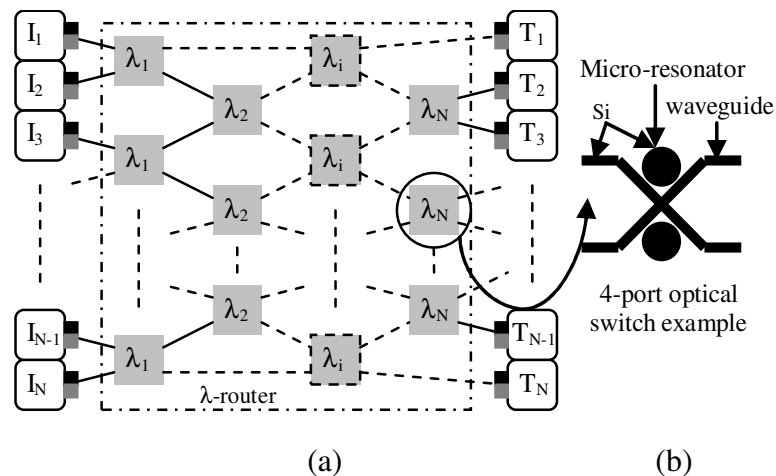 I1
I2
I3
IN-1
IN
λ1
λ1
λ1
λ2
λ2
λ2
λi
λi
λi
λN
λN
λN
λ-router
T1
T2
T3
TN-1
TN
(a)
Micro-resonator
Si
waveguide
4-port optical
switch example
(b)